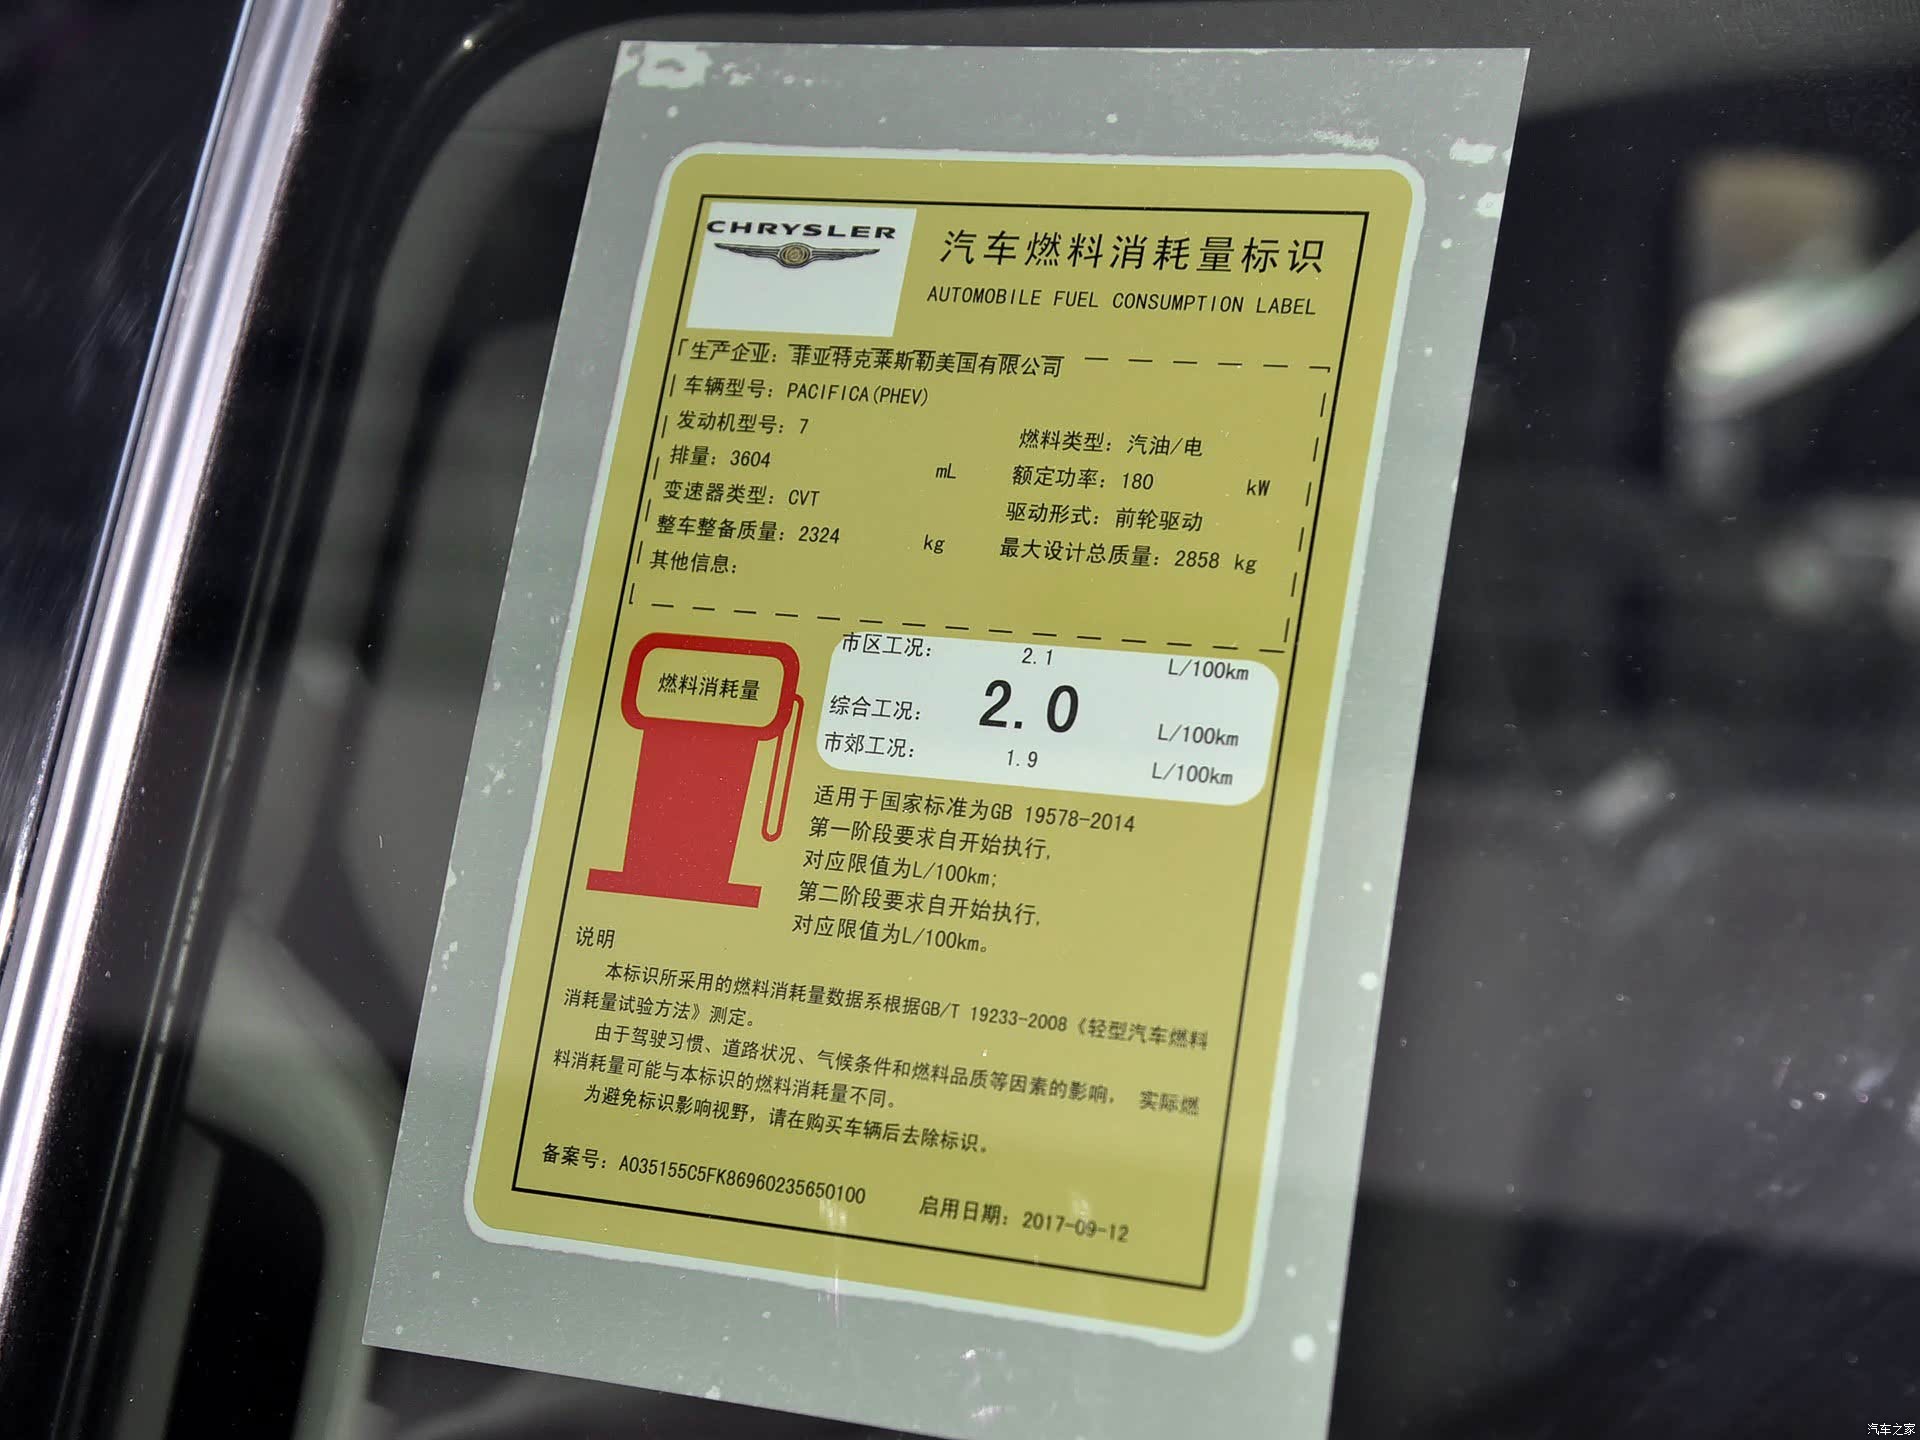 CHRYSLER
汽车燃料消耗量标识
AUTOMOBILE FUEL CONSUMPTION LABEL
生产企业：菲亚特克莱斯勒美国有限公司
车辆型号：PACIFICA(PHEV)
发动机型号：7
燃料类型：汽油/电
排量：3604 mL
额定功率：180 kW
变速器类型：CVT
驱动形式：前轮驱动
整车整备质量：2324 kg
最大设计总质量：2858 kg
其他信息：
燃料消耗量
市区工况： 2.1 L/100km
综合工况： 2.0 L/100km
市郊工况： 1.9 L/100km
适用于国家标准为GB 19578-2014
第一阶段要求自开始执行,
对应限值为L/100km;
第二阶段要求自开始执行,
对应限值为L/100km。
说明
本标识所采用的燃料消耗量数据系根据GB/T 19233-2008《轻型汽车燃料
消耗量试验方法》测定。
由于驾驶习惯、道路状况、气候条件和燃料品质等因素的影响， 实际燃
料消耗量可能与本标识的燃料消耗量不同。
为避免标识影响视野，请在购买车辆后去除标识。
备案号：A035155C5FK86960235650100
启用日期：2017-09-12
汽车之家